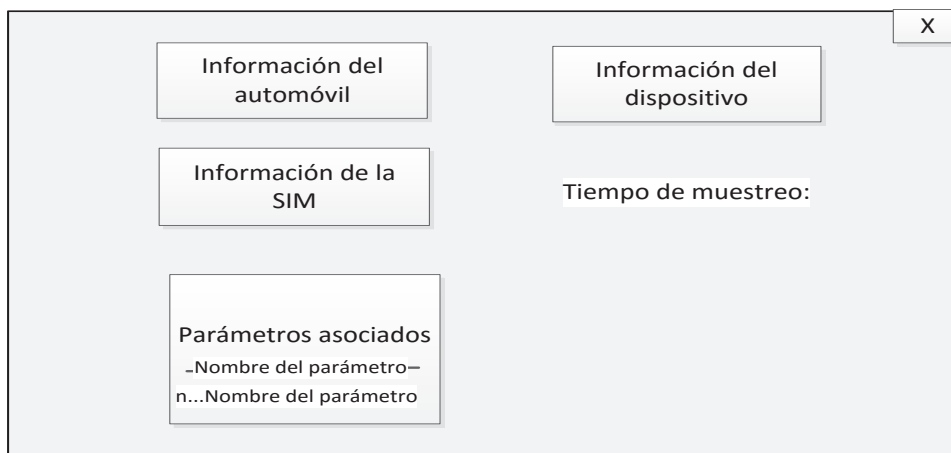 X
Información del
automóvil
Información del
dispositivo
Información de la
SIM
Tiempo de muestreo:
Parámetros asociados
-Nombre del parámetro–
n...Nombre del parámetro